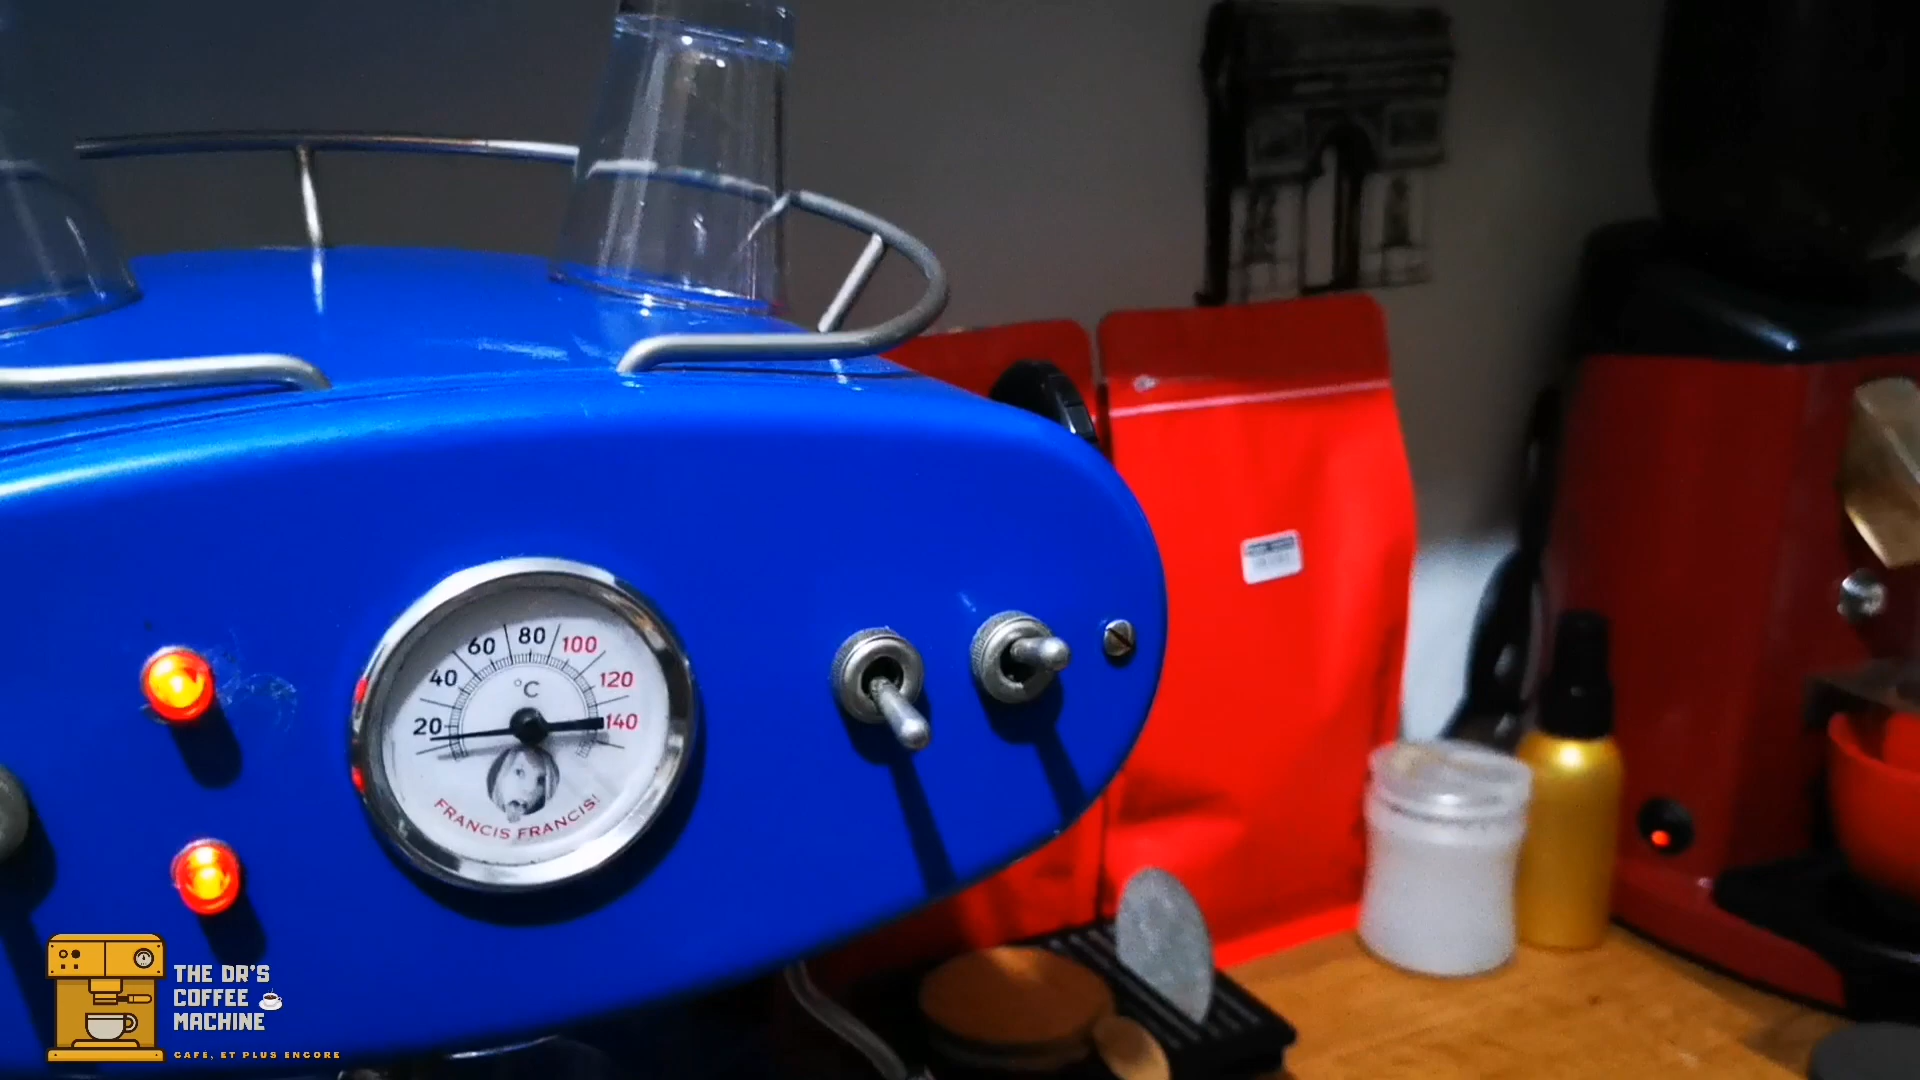 20
40
60
80
100
120
140
°C
FRANCIS FRANCIS!
THE DR'S
COFFEE
MACHINE
CAFE, ET PLUS ENCORE